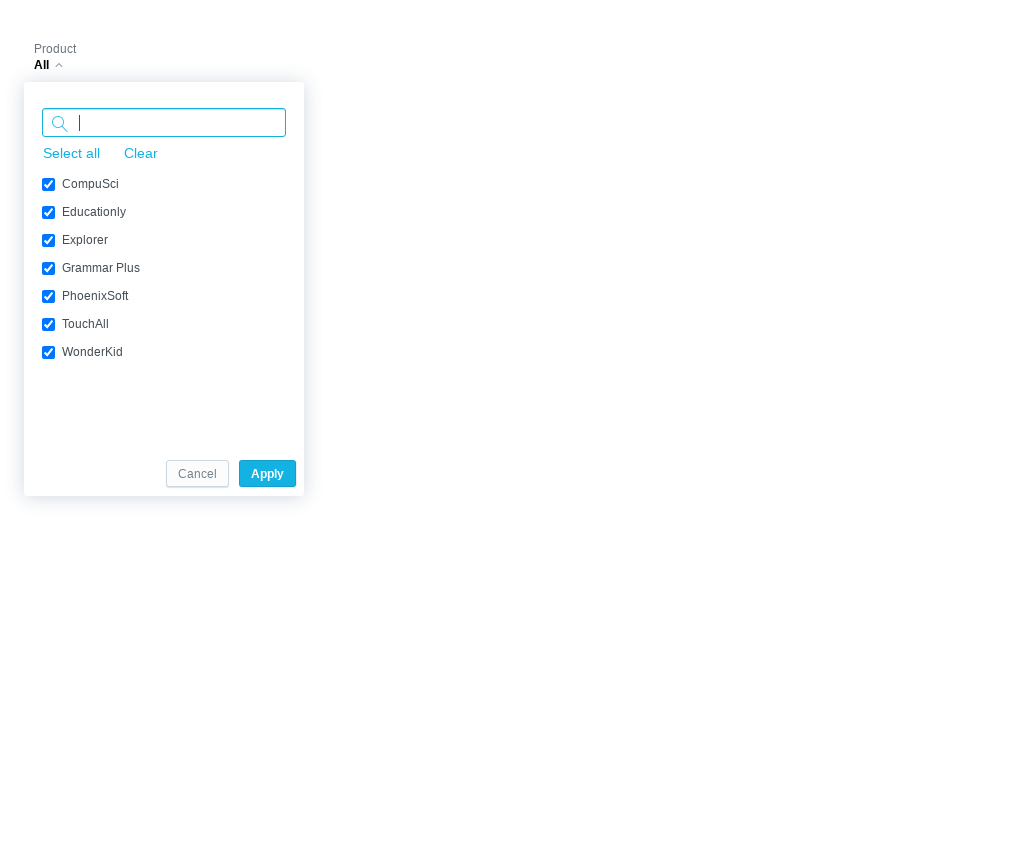 Product
All
Select all Clear
CompuSci
Educationly
Explorer
Grammar Plus
PhoenixSoft
TouchAll
WonderKid
Cancel Apply